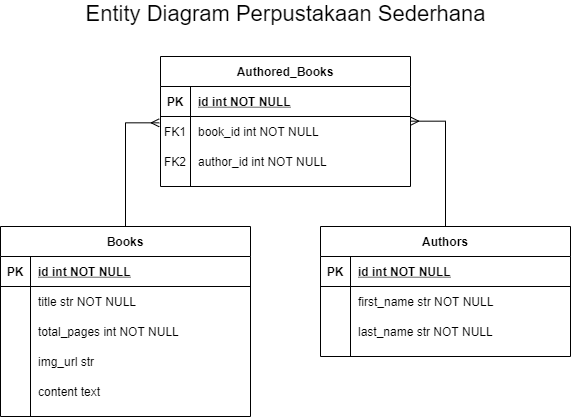 Entity Diagram Perpustakaan Sederhana
Authored_Books
PK id int NOT NULL
FK1 book_id int NOT NULL
FK2 author_id int NOT NULL
Books
PK id int NOT NULL
title str NOT NULL
total_pages int NOT NULL
img_url str
content text
Authors
PK id int NOT NULL
first_name str NOT NULL
last_name str NOT NULL